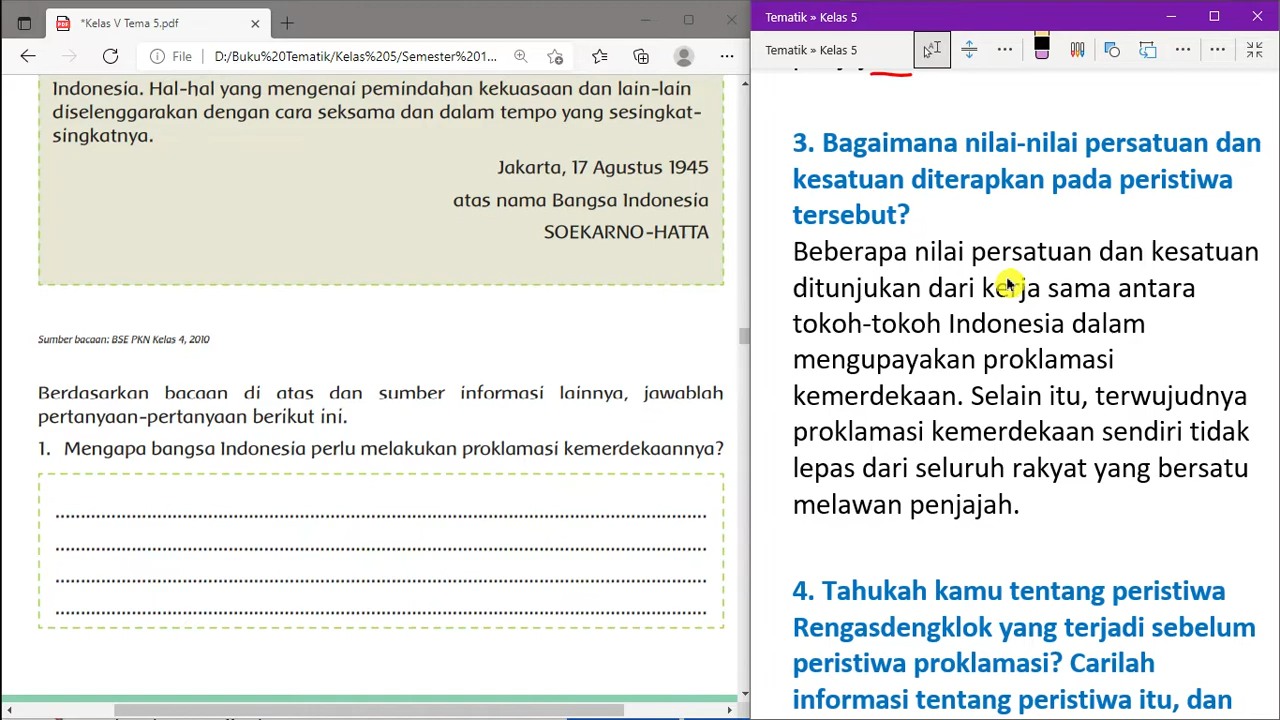 *Kelas V Tema 5.pdf
File
D:/Buku%20Tematik/Kelas%205/Semester%201...
Indonesia. Hal-hal yang mengenai pemindahan kekuasaan dan lain-lain
diselenggarakan dengan cara seksama dan dalam tempo yang sesingkat-
singkatnya.
Jakarta, 17 Agustus 1945
atas nama Bangsa Indonesia
SOEKARNO-HATTA
Sumber bacaan: BSE PKN Kelas 4, 2010
Berdasarkan bacaan di atas dan sumber informasi lainnya, jawablah
pertanyaan-pertanyaan berikut ini.
1. Mengapa bangsa Indonesia perlu melakukan proklamasi kemerdekaannya?
Tematik » Kelas 5
Tematik » Kelas 5
3. Bagaimana nilai-nilai persatuan dan
kesatuan diterapkan pada peristiwa
tersebut?
Beberapa nilai persatuan dan kesatuan
ditunjukan dari kerja sama antara
tokoh-tokoh Indonesia dalam
mengupayakan proklamasi
kemerdekaan. Selain itu, terwujudnya
proklamasi kemerdekaan sendiri tidak
lepas dari seluruh rakyat yang bersatu
melawan penjajah.
4. Tahukah kamu tentang peristiwa
Rengasdengklok yang terjadi sebelum
peristiwa proklamasi? Carilah
informasi tentang peristiwa itu, dan